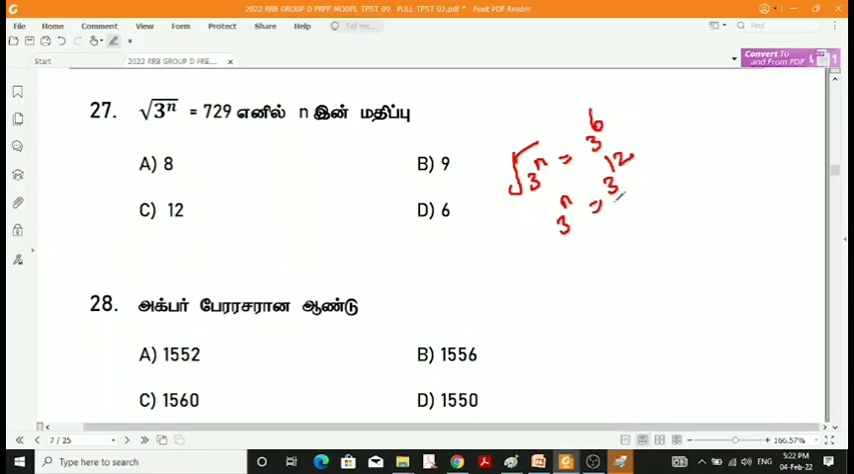 2022 RRB GROUP D FREE MODEL TEST 09 - FULL TEST 02.pdf * - Foxit PDF Reader
File Home Comment View Form Protect Share Help Tell me... Find
Start 2022 RRB GROUP D FRE... × Convert To and From PDF
27. √3ⁿ = 729 எனில் n இன் மதிப்பு
A) 8 B) 9
C) 12 D) 6
√3ⁿ = 3⁶
3ⁿ = 3¹²
28. அக்பர் பேரரசரான ஆண்டு
A) 1552 B) 1556
C) 1560 D) 1550
7 / 25 166.57%
Type here to search ENG 5:22 PM
04-Feb-22